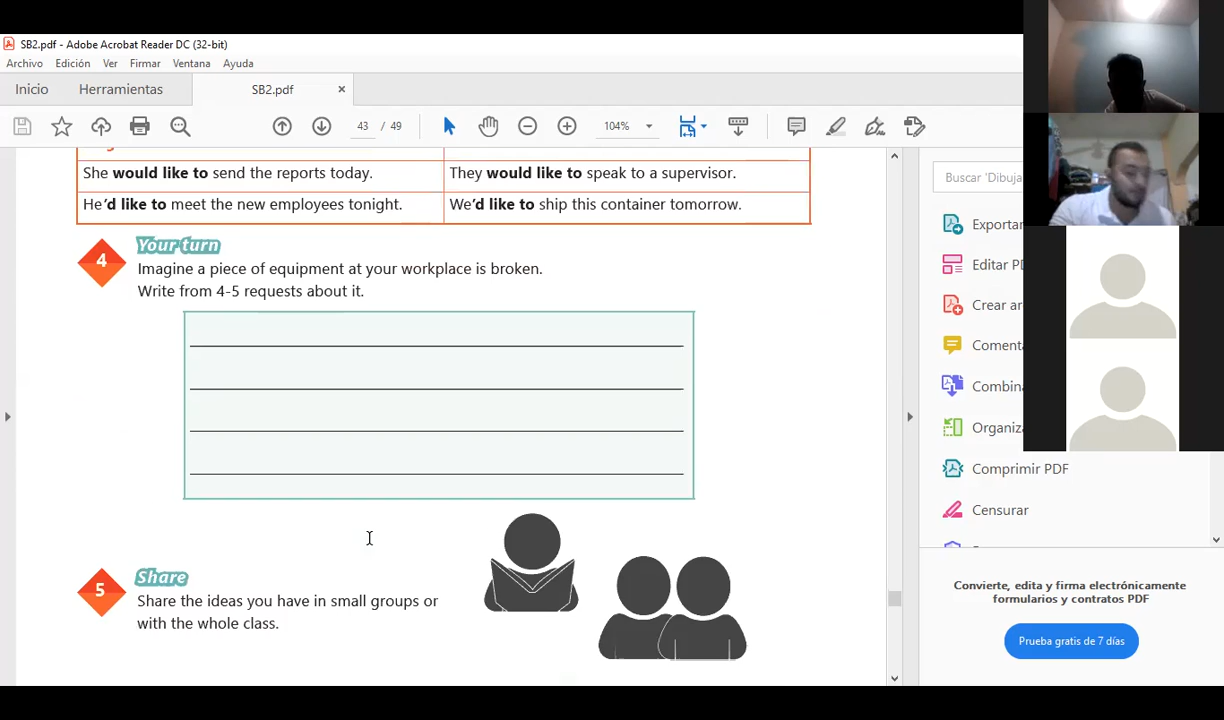 SB2.pdf - Adobe Acrobat Reader DC (32-bit)
Archivo Edición Ver Firmar Ventana Ayuda
Inicio Herramientas SB2.pdf ×
43 / 49 104%
She would like to send the reports today. They would like to speak to a supervisor.
He'd like to meet the new employees tonight. We'd like to ship this container tomorrow.
4 Your turn
Imagine a piece of equipment at your workplace is broken.
Write from 4-5 requests about it.
5 Share
Share the ideas you have in small groups or
with the whole class.
Buscar 'Dibuja
Exportar
Editar PD
Crear ar
Comenta
Combina
Organiza
Comprimir PDF
Censurar
Convierte, edita y firma electrónicamente
formularios y contratos PDF
Prueba gratis de 7 días